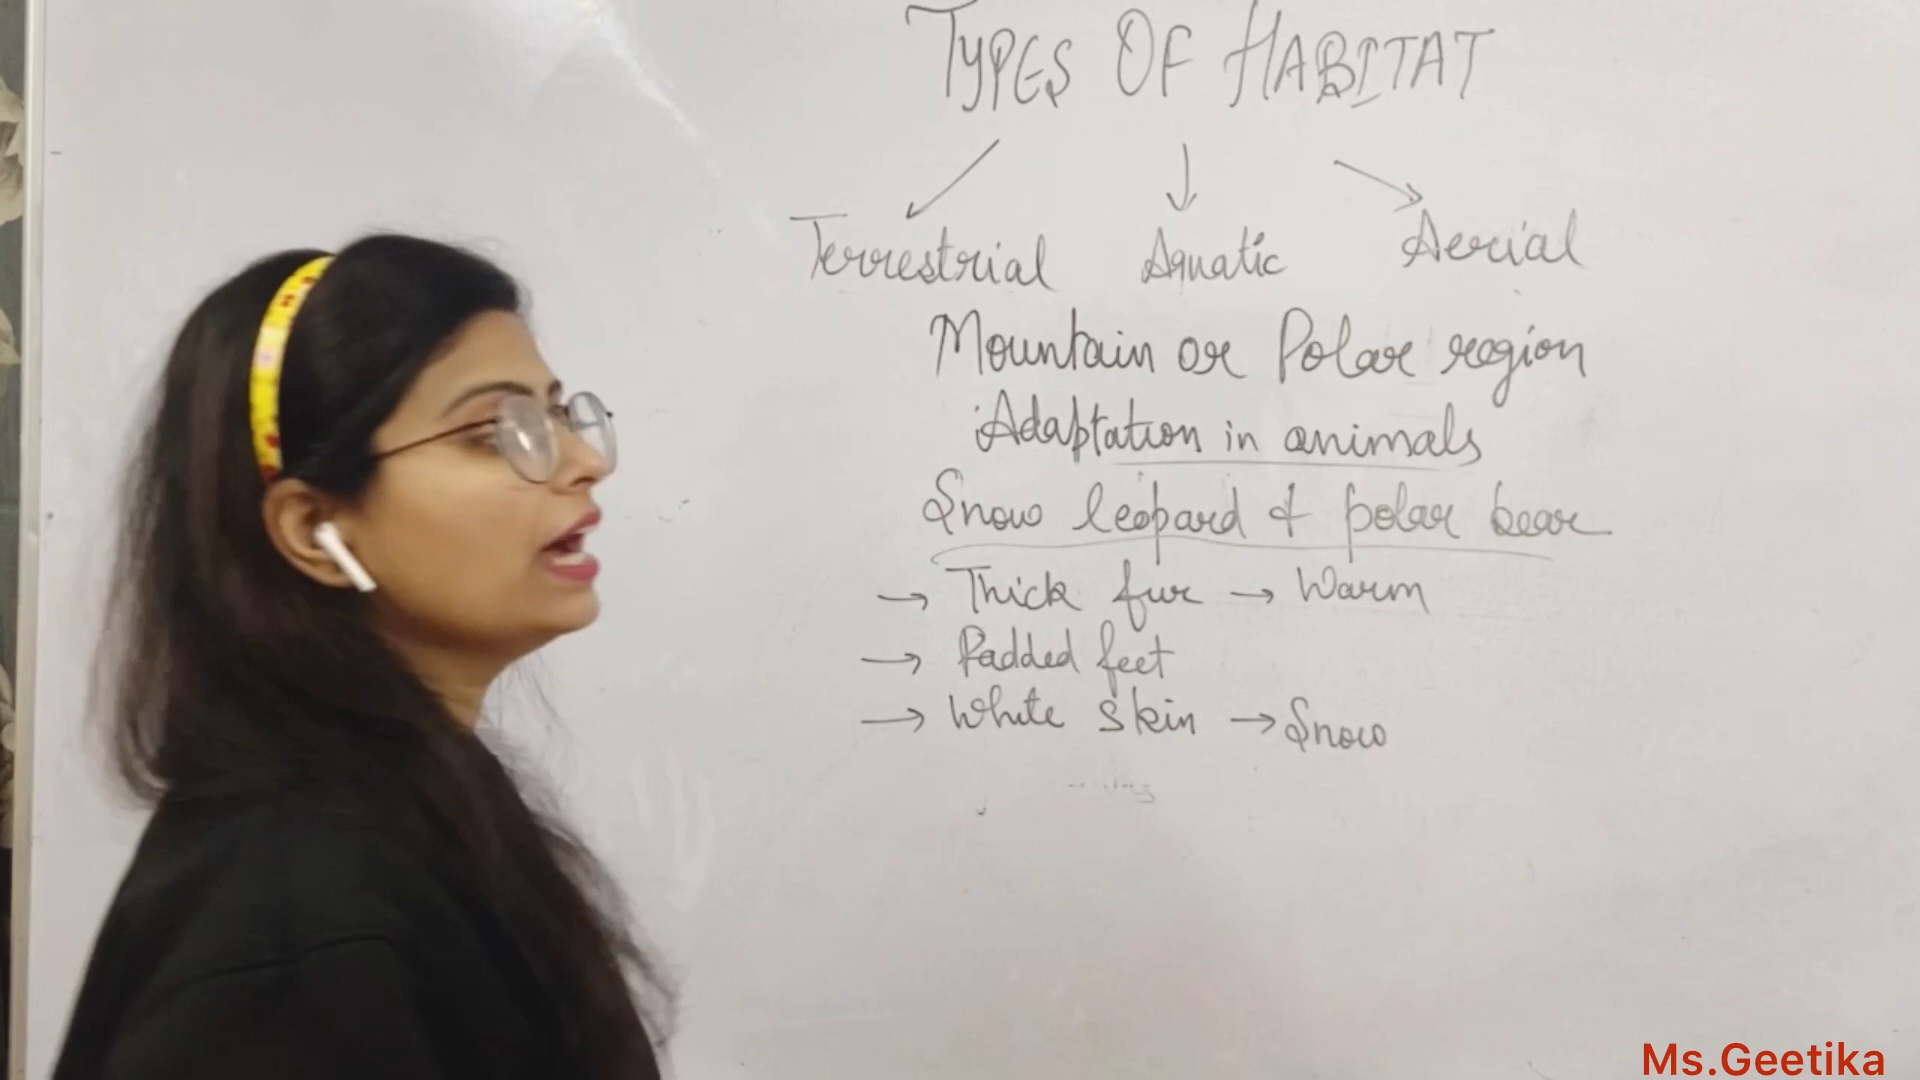 TYPES OF HABITAT
Terrestrial Aquatic Aerial
Mountain or Polar region
Adaptation in animals
Snow leopard & polar bear
→ Thick fur → Warm
→ Padded feet
→ White skin → Snow
Ms.Geetika